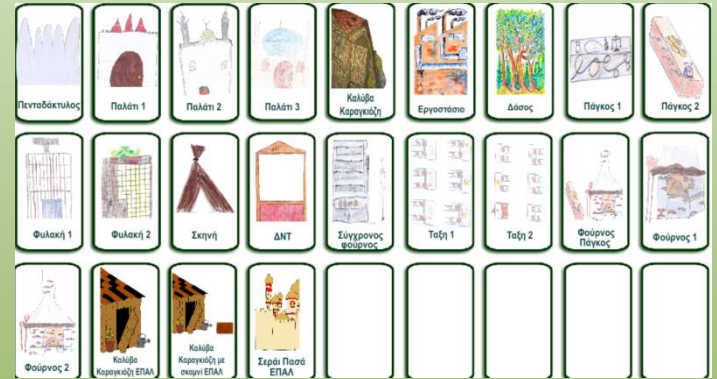 Πενταδάκτυλος
Παλάτι 1
Παλάτι 2
Παλάτι 3
Καλύβα
Καραγκιόζη
Εργοστάσιο
Δάσος
Πάγκος 1
Πάγκος 2
Φυλακή 1
Φυλακή 2
Σκηνή
ΔΝΤ
Σύγχρονος
φούρνος
Ταξη 1
Ταξη 2
Φούρνος
Πάγκος
Φούρνος 1
Φούρνος 2
Καλύβα
Καραγκιόζη ΕΠΑΛ
Καλύβα
Καραγκιόζη με
σκαμνί ΕΠΑΛ
Σεράι Πασά
ΕΠΑΛ